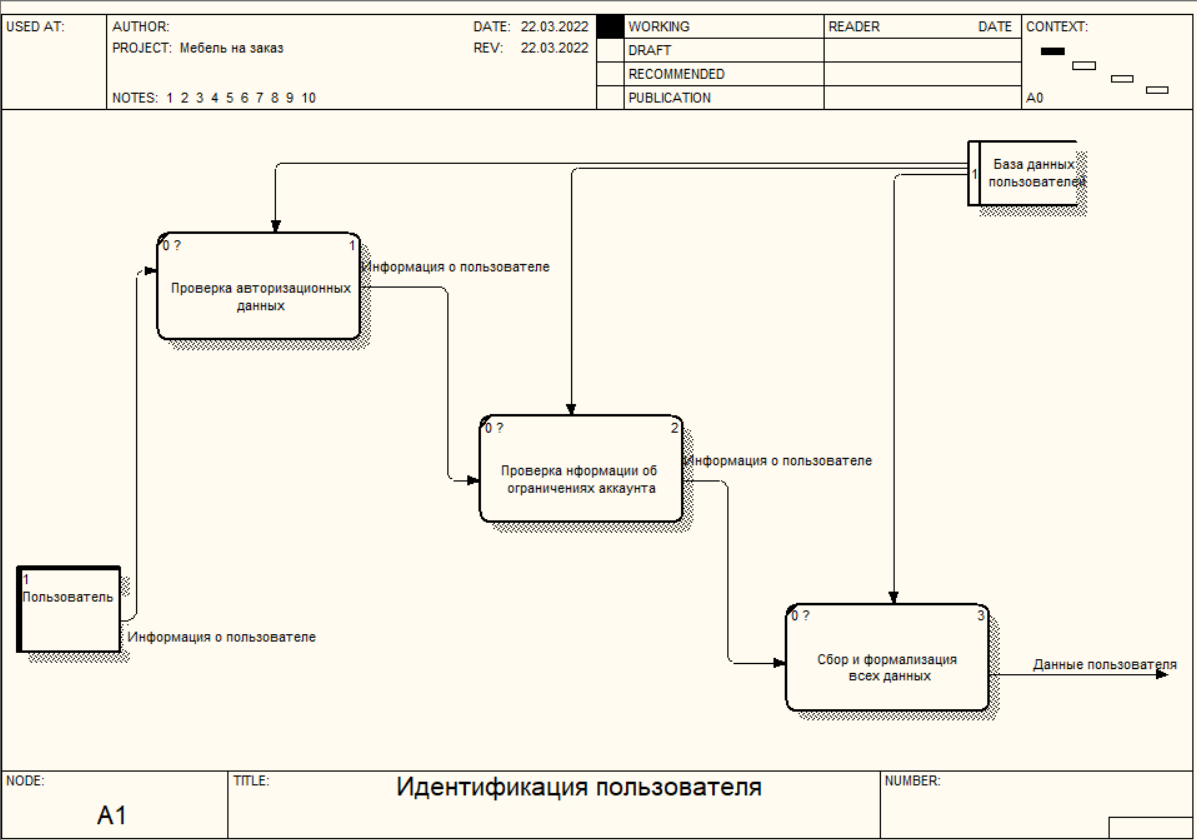 USED AT:
AUTHOR:
DATE: 22.03.2022
WORKING
READER
DATE
CONTEXT:
PROJECT: Мебель на заказ
REV: 22.03.2022
DRAFT
RECOMMENDED
NOTES: 1 2 3 4 5 6 7 8 9 10
PUBLICATION
A0
1
База данных
пользователей
0 ?
1
Информация о пользователе
Проверка авторизационных
данных
0 ?
2
Информация о пользователе
Проверка нформации об
ограничениях аккаунта
1
Пользователь
Информация о пользователе
0 ?
3
Сбор и формализация
всех данных
Данные пользователя
NODE:
A1
TITLE:
Идентификация пользователя
NUMBER: